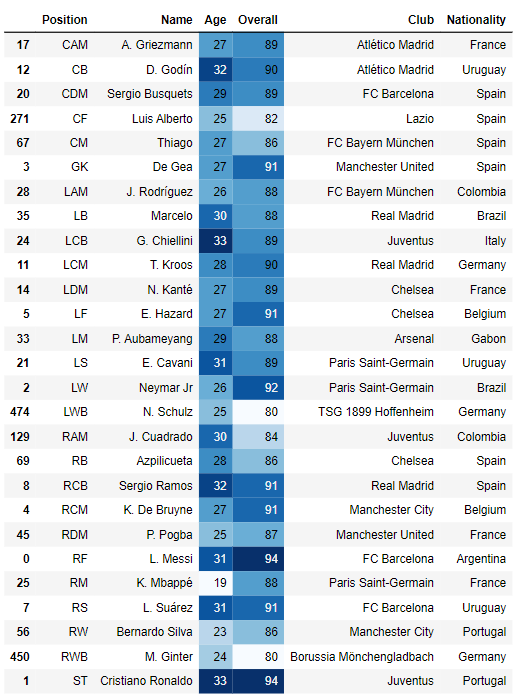 Position Name Age Overall Club Nationality
17 CAM A. Griezmann 27 89 Atlético Madrid France
12 CB D. Godín 32 90 Atlético Madrid Uruguay
20 CDM Sergio Busquets 29 89 FC Barcelona Spain
271 CF Luis Alberto 25 82 Lazio Spain
67 CM Thiago 27 86 FC Bayern München Spain
3 GK De Gea 27 91 Manchester United Spain
28 LAM J. Rodríguez 26 88 FC Bayern München Colombia
35 LB Marcelo 30 88 Real Madrid Brazil
24 LCB G. Chiellini 33 89 Juventus Italy
11 LCM T. Kroos 28 90 Real Madrid Germany
14 LDM N. Kanté 27 89 Chelsea France
5 LF E. Hazard 27 91 Chelsea Belgium
33 LM P. Aubameyang 29 88 Arsenal Gabon
21 LS E. Cavani 31 89 Paris Saint-Germain Uruguay
2 LW Neymar Jr 26 92 Paris Saint-Germain Brazil
474 LWB N. Schulz 25 80 TSG 1899 Hoffenheim Germany
129 RAM J. Cuadrado 30 84 Juventus Colombia
69 RB Azpilicueta 28 86 Chelsea Spain
8 RCB Sergio Ramos 32 91 Real Madrid Spain
4 RCM K. De Bruyne 27 91 Manchester City Belgium
45 RDM P. Pogba 25 87 Manchester United France
0 RF L. Messi 31 94 FC Barcelona Argentina
25 RM K. Mbappé 19 88 Paris Saint-Germain France
7 RS L. Suárez 31 91 FC Barcelona Uruguay
56 RW Bernardo Silva 23 86 Manchester City Portugal
450 RWB M. Ginter 24 80 Borussia Mönchengladbach Germany
1 ST Cristiano Ronaldo 33 94 Juventus Portugal